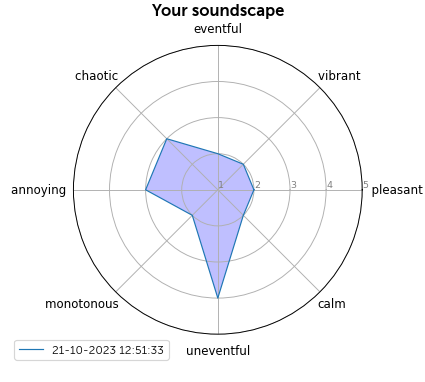 Your soundscape
eventful
chaotic
vibrant
annoying
1
2
3
4
5
pleasant
monotonous
calm
21-10-2023 12:51:33
uneventful